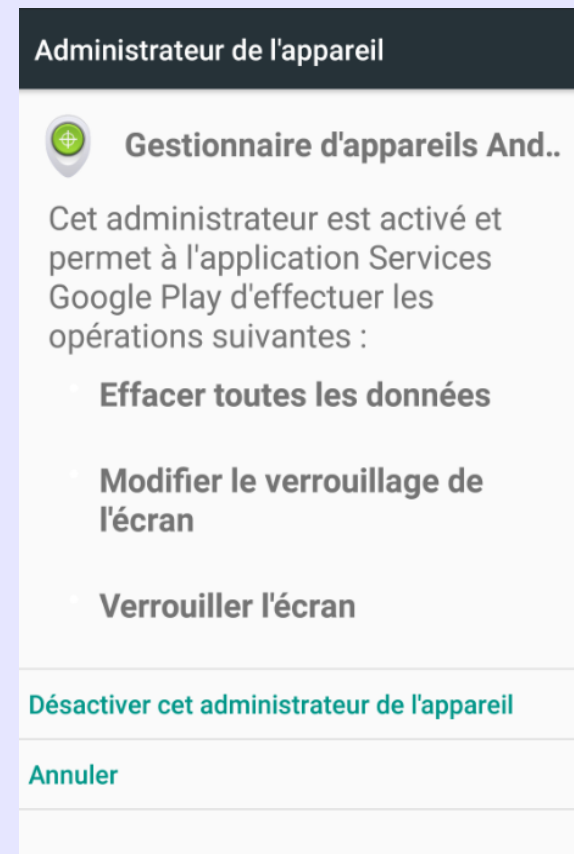 Administrateur de l'appareil
Gestionnaire d'appareils And..
Cet administrateur est activé et
permet à l'application Services
Google Play d'effectuer les
opérations suivantes :
Effacer toutes les données
Modifier le verrouillage de
l'écran
Verrouiller l'écran
Désactiver cet administrateur de l'appareil
Annuler